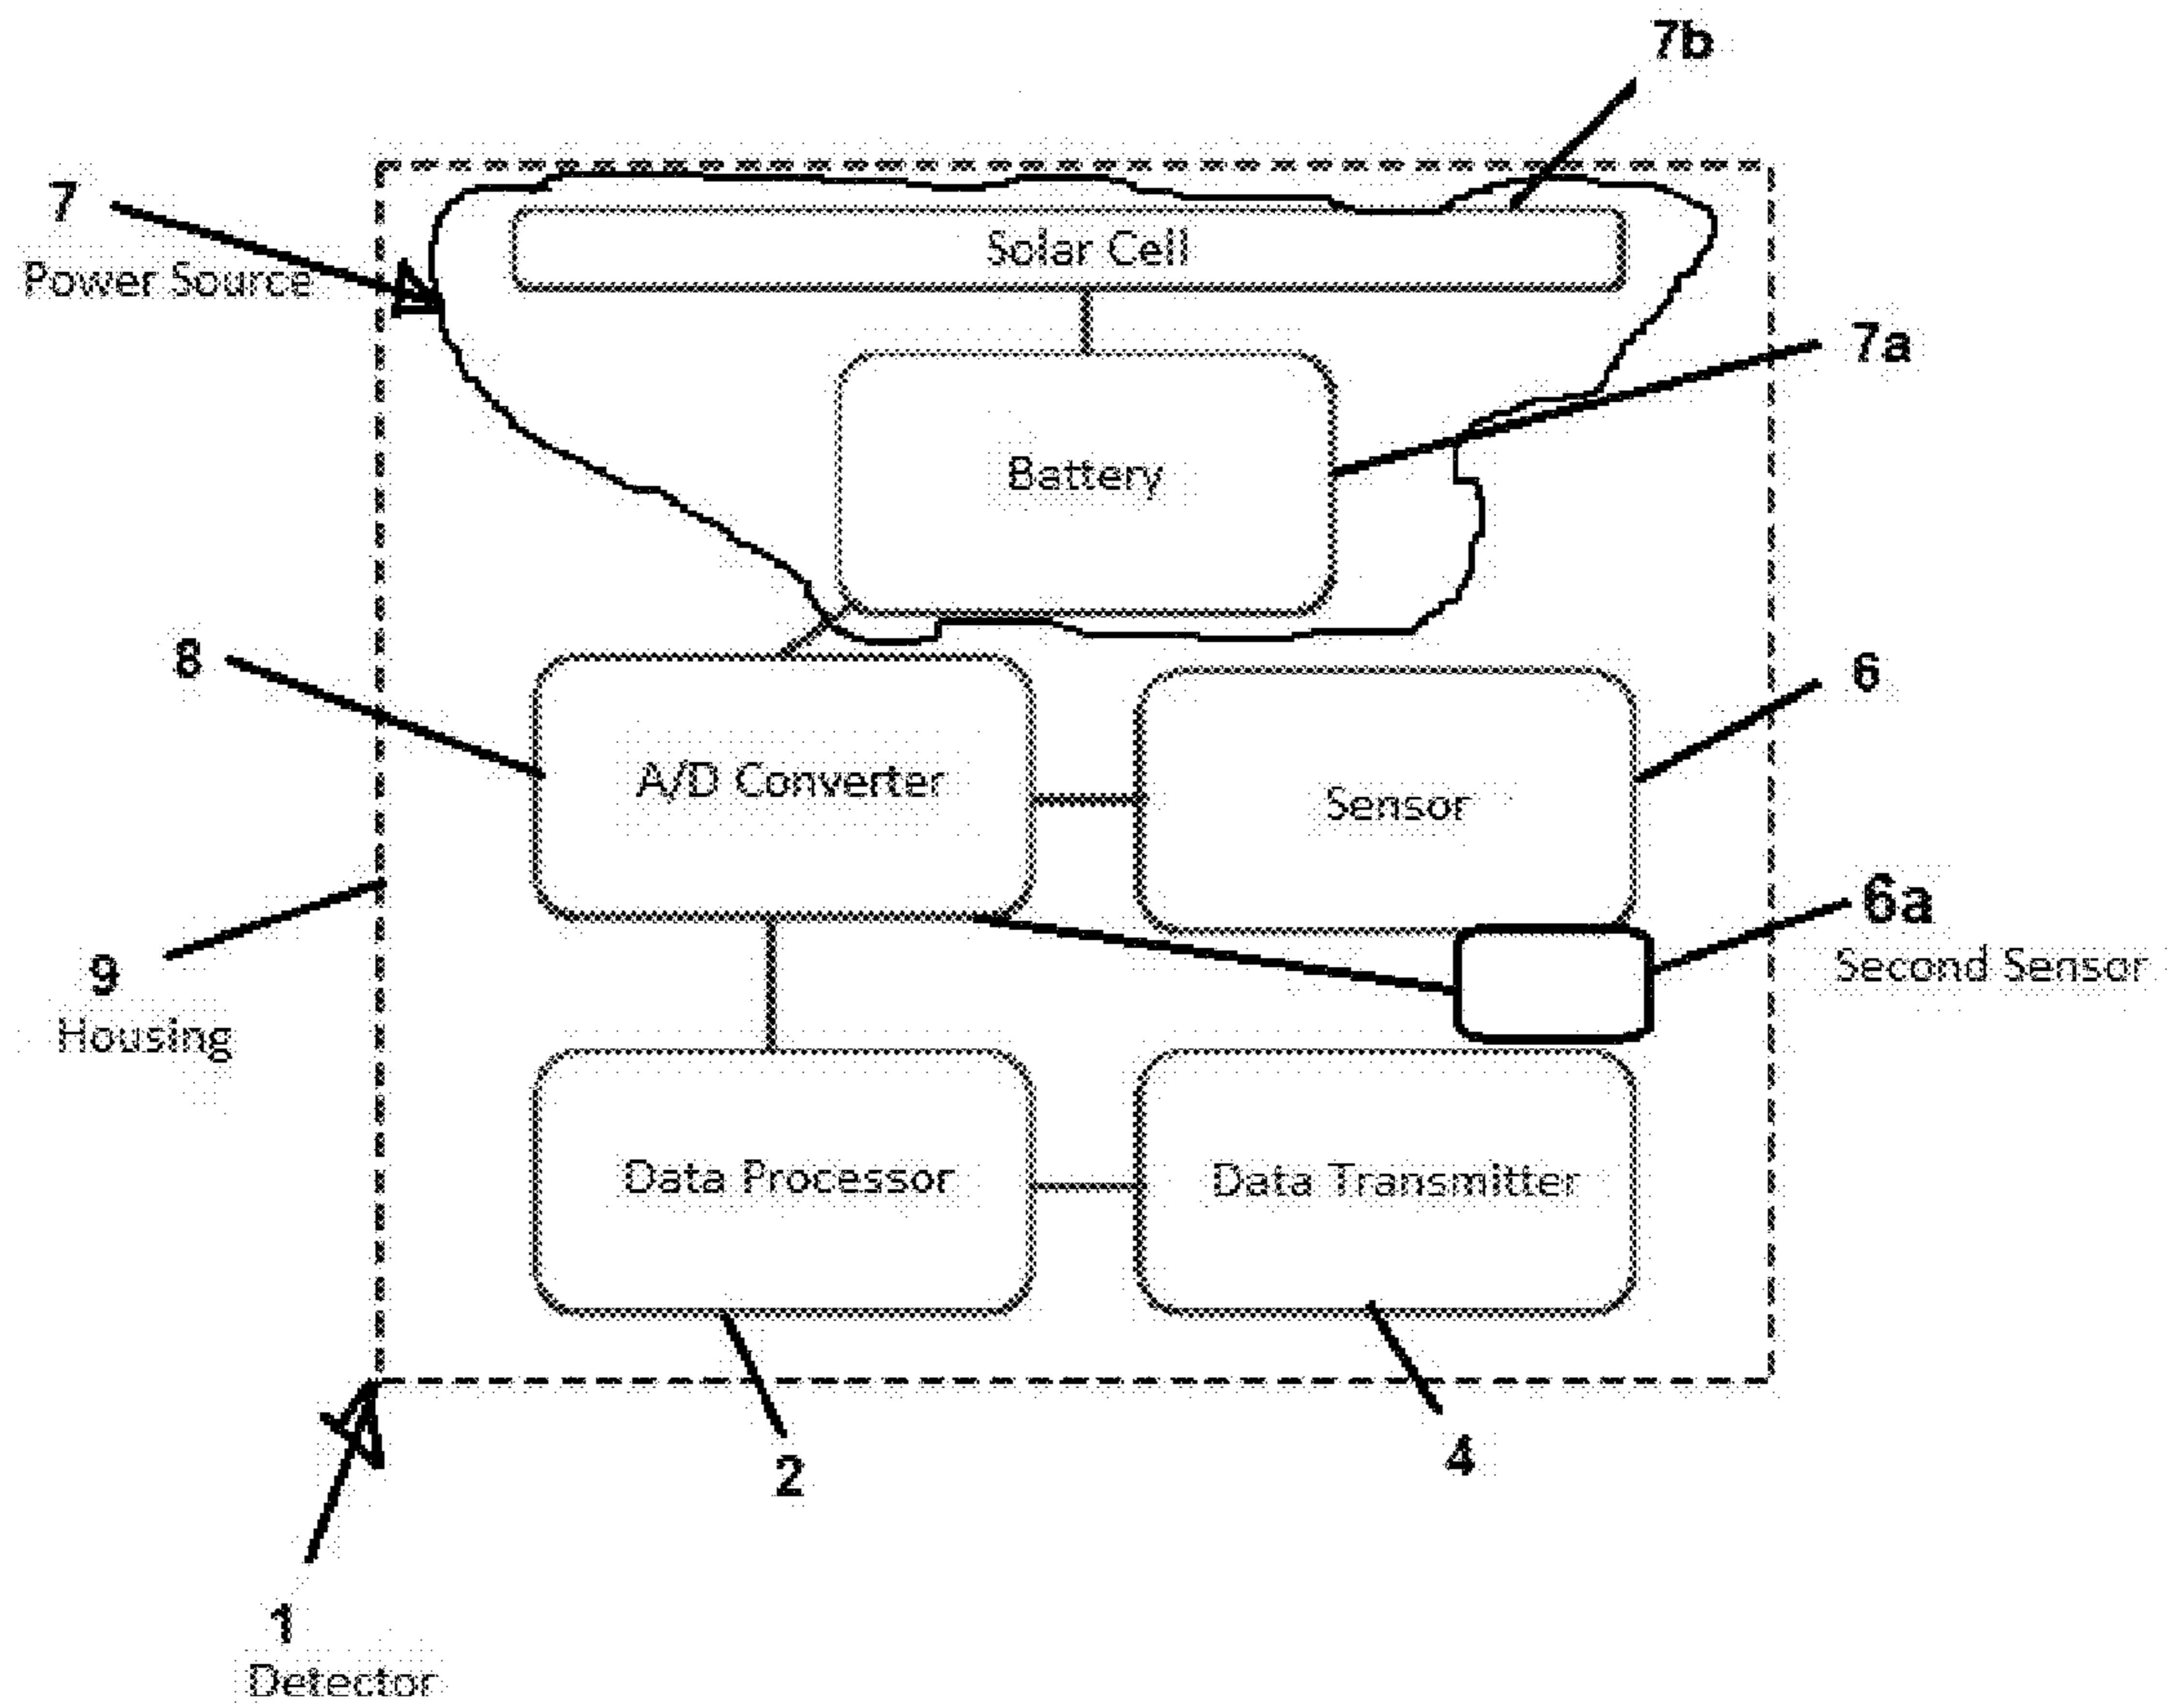 7b
7
Power Source
Solar Cell
7a
Battery
8
6
A/D Converter
Sensor
6a
Second Sensor
9
Housing
Data Processor
Data Transmitter
2
4
1
Detector